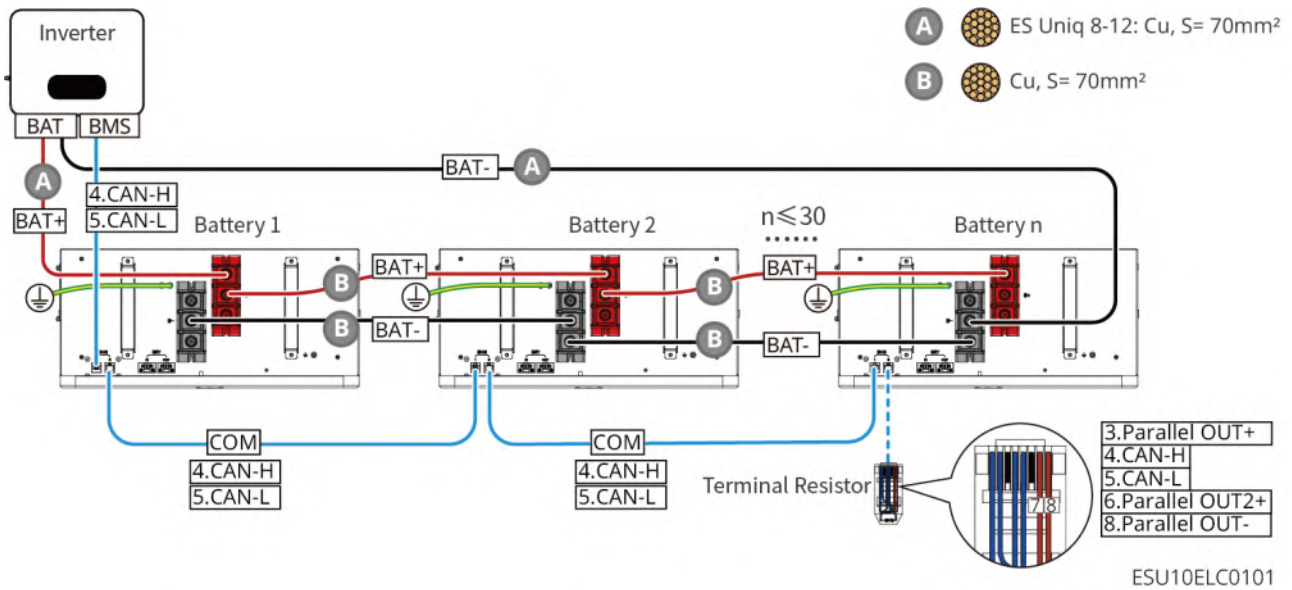 Inverter
BAT
BMS
A
ES Uniq 8-12: Cu, S= 70mm²
B
Cu, S= 70mm²
BAT-
A
A
BAT+
4.CAN-H
5.CAN-L
Battery 1
Battery 2
n≤30
Battery n
B
BAT+
B
BAT+
B
BAT-
B
BAT-
COM
4.CAN-H
5.CAN-L
COM
4.CAN-H
5.CAN-L
Terminal Resistor
7 8
3.Parallel OUT+
4.CAN-H
5.CAN-L
6.Parallel OUT2+
8.Parallel OUT-
ESU10ELC0101